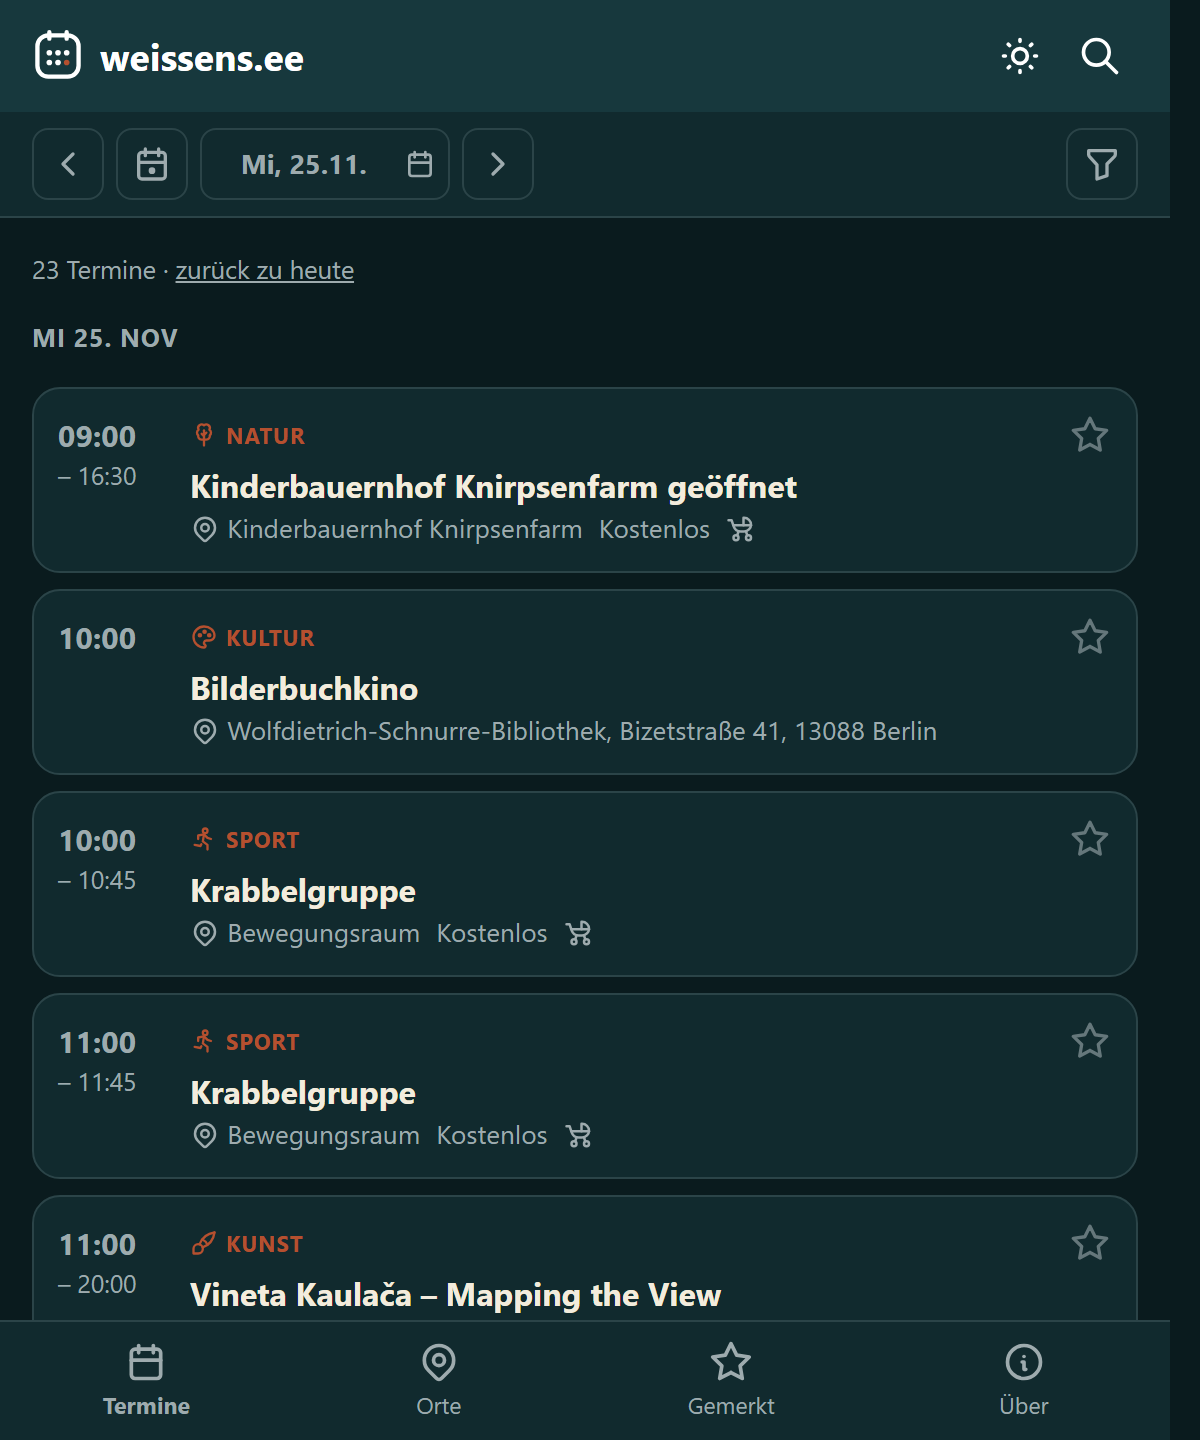 weissens.ee
Mi, 25.11.
23 Termine · zurück zu heute
MI 25. NOV
09:00
– 16:30
NATUR
Kinderbauernhof Knirpsenfarm geöffnet
Kinderbauernhof Knirpsenfarm Kostenlos
10:00
KULTUR
Bilderbuchkino
Wolfdietrich-Schnurre-Bibliothek, Bizetstraße 41, 13088 Berlin
10:00
– 10:45
SPORT
Krabbelgruppe
Bewegungsraum Kostenlos
11:00
– 11:45
SPORT
Krabbelgruppe
Bewegungsraum Kostenlos
11:00
– 20:00
KUNST
Vineta Kaulača – Mapping the View
Termine
Orte
Gemerkt
Über